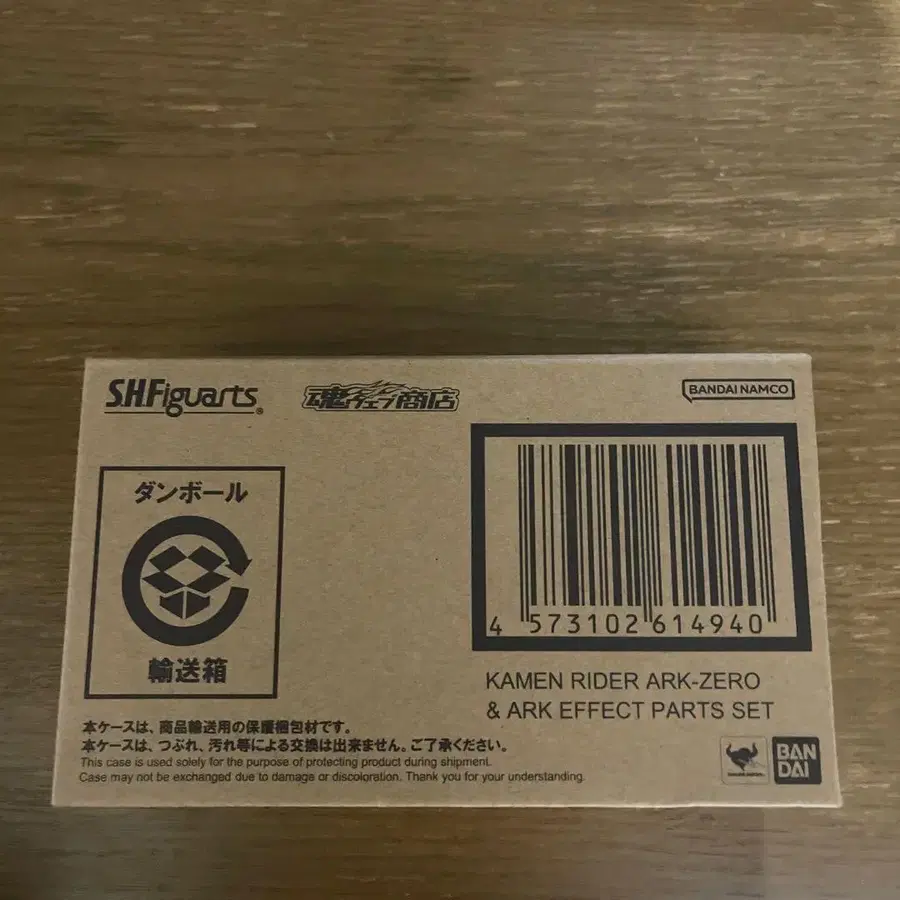 S.H.Figuarts®
魂ウェブ商店
BANDAI NAMCO
ダンボール
輸送箱
4 573102 614940
KAMEN RIDER ARK-ZERO
& ARK EFFECT PARTS SET
本ケースは、商品輸送用の保護梱包材です。
本ケースは、つぶれ、汚れ等による交換は出来ません。ご了承ください。
This case is used solely for the purpose of protecting product during shipment.
Case may not be exchanged due to damage or discoloration. Thank you for your understanding.
BAN
DAI